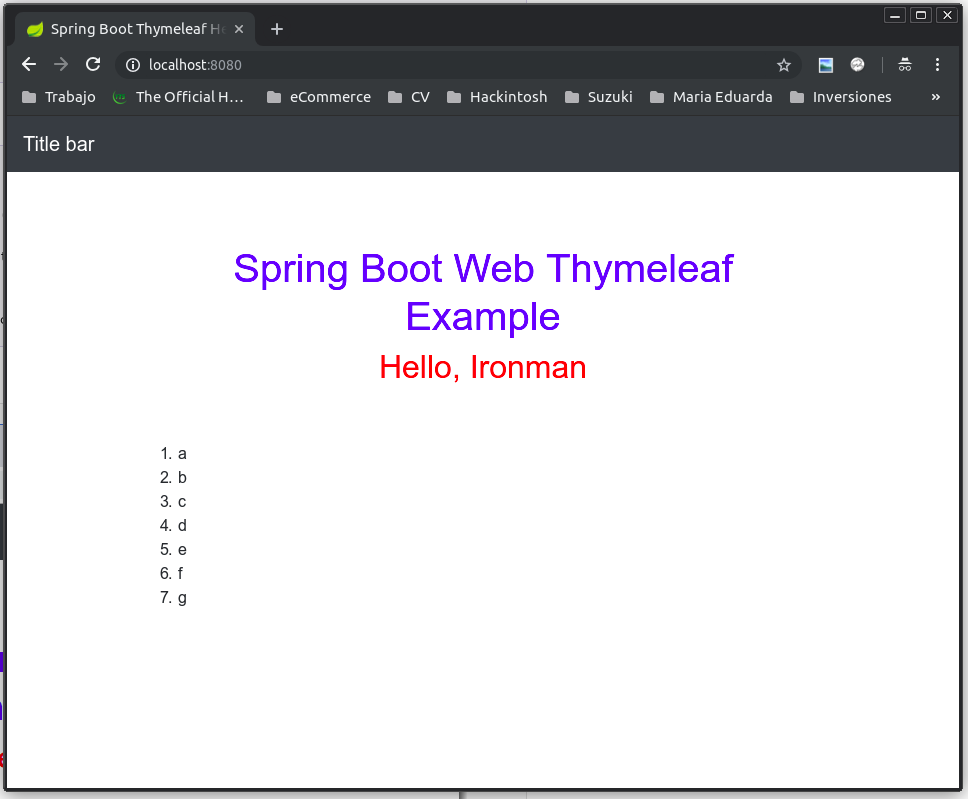 Spring Boot Thymeleaf He
localhost:8080
Trabajo The Official H... eCommerce CV Hackintosh Suzuki Maria Eduarda Inversiones »
Title bar
Spring Boot Web Thymeleaf
Example
Hello, Ironman
1. a
2. b
3. c
4. d
5. e
6. f
7. g